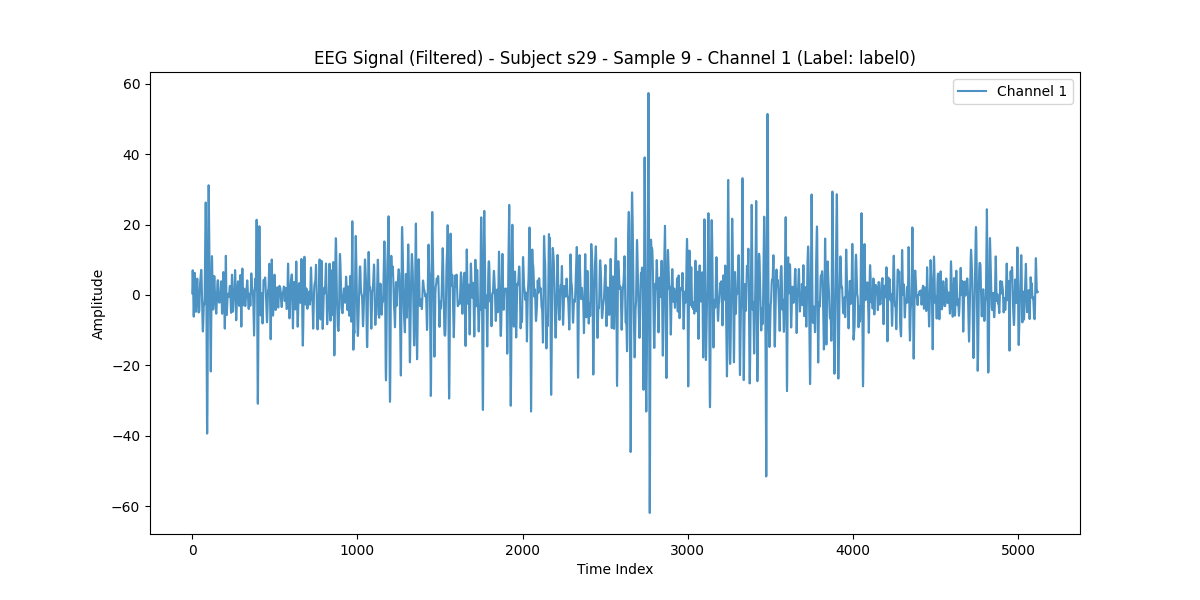 EEG Signal (Filtered) - Subject s29 - Sample 9 - Channel 1 (Label: label0)
Channel 1
60
40
20
0
−20
−40
−60
Amplitude
0 1000 2000 3000 4000 5000
Time Index